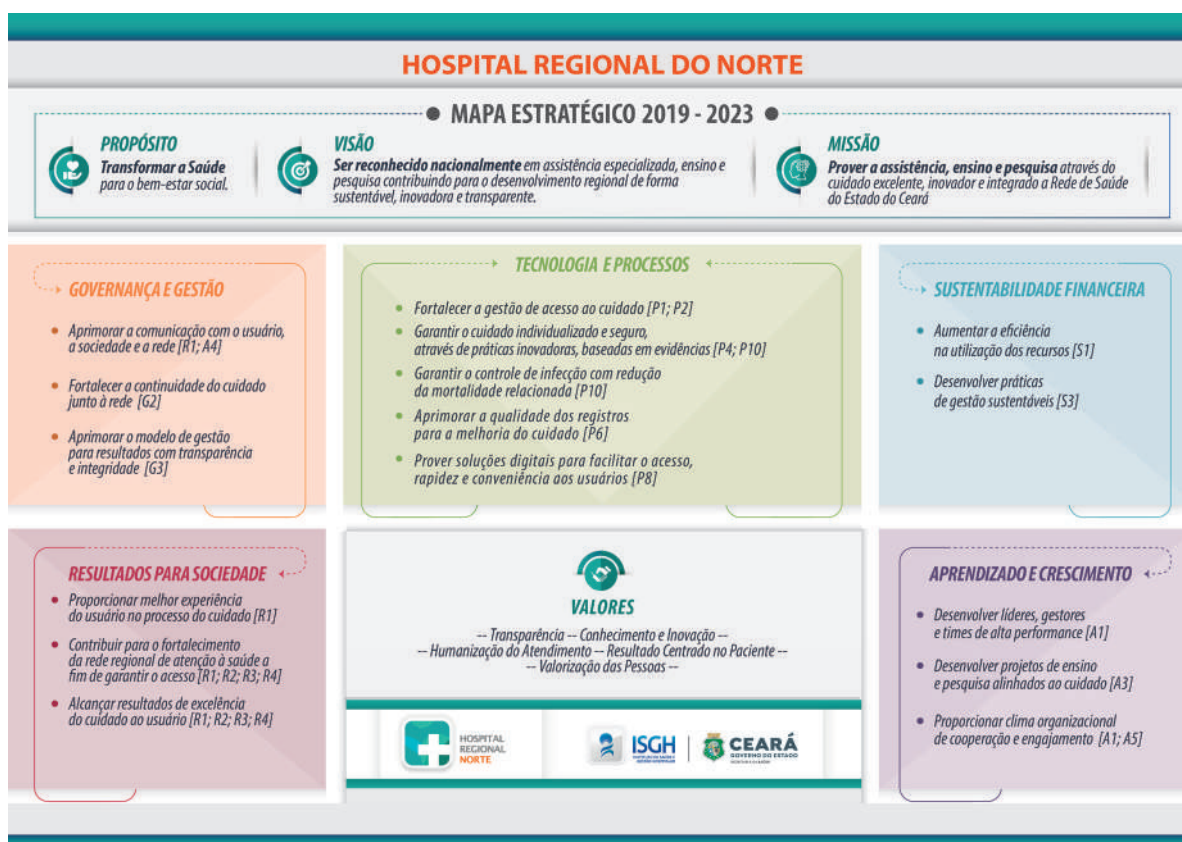 HOSPITAL REGIONAL DO NORTE
MAPA ESTRATÉGICO 2019 - 2023
PROPÓSITO
Transformar a Saúde
para o bem-estar social.
VISÃO
Ser reconhecido nacionalmente em assistência especializada, ensino e
pesquisa contribuindo para o desenvolvimento regional de forma
sustentável, inovadora e transparente.
MISSÃO
Prover a assistência, ensino e pesquisa através do
cuidado excelente, inovador e integrado a Rede de Saúde
do Estado do Ceará
GOVERNANÇA E GESTÃO
• Aprimorar a comunicação com o usuário,
a sociedade e a rede [R1; A4]
• Fortalecer a continuidade do cuidado
junto à rede [G2]
• Aprimorar o modelo de gestão
para resultados com transparência
e integridade [G3]
TECNOLOGIA E PROCESSOS
• Fortalecer a gestão de acesso ao cuidado [P1; P2]
• Garantir o cuidado individualizado e seguro,
através de práticas inovadoras, baseadas em evidências [P4; P10]
• Garantir o controle de infecção com redução
da mortalidade relacionada [P10]
• Aprimorar a qualidade dos registros
para a melhoria do cuidado [P6]
• Prover soluções digitais para facilitar o acesso,
rapidez e conveniência aos usuários [P8]
SUSTENTABILIDADE FINANCEIRA
• Aumentar a eficiência
na utilização dos recursos [S1]
• Desenvolver práticas
de gestão sustentáveis [S3]
RESULTADOS PARA SOCIEDADE
• Proporcionar melhor experiência
do usuário no processo do cuidado [R1]
• Contribuir para o fortalecimento
da rede regional de atenção à saúde a
fim de garantir o acesso [R1; R2; R3; R4]
• Alcançar resultados de excelência
do cuidado ao usuário [R1; R2; R3; R4]
VALORES
-- Transparência -- Conhecimento e Inovação --
-- Humanização do Atendimento -- Resultado Centrado no Paciente --
-- Valorização das Pessoas --
HOSPITAL
REGIONAL
NORTE
ISGH
INSTITUTO DE SAÚDE E
GESTÃO HOSPITALAR
CEARÁ
GOVERNO DO ESTADO
SECRETARIA DA SAÚDE
APRENDIZADO E CRESCIMENTO
• Desenvolver líderes, gestores
e times de alta performance [A1]
• Desenvolver projetos de ensino
e pesquisa alinhados ao cuidado [A3]
• Proporcionar clima organizacional
de cooperação e engajamento [A1; A5]